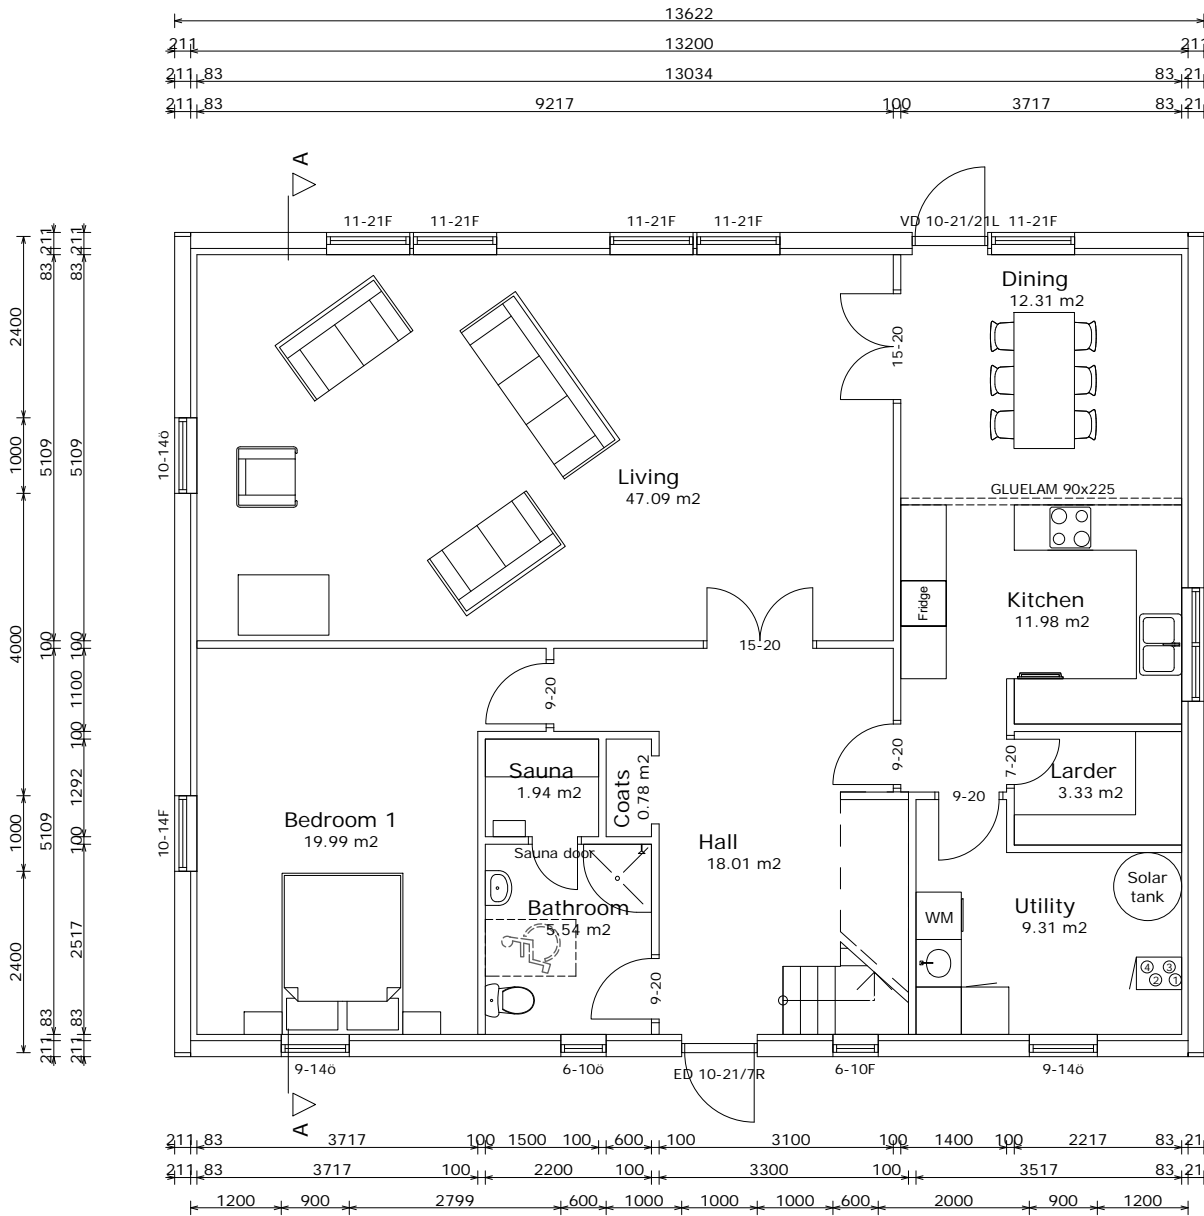 13622
211 13200 211
211 83 13034 83 21
211 83 9217 100 3717 83 21
A
11-21F 11-21F 11-21F 11-21F VD 10-21/21L 11-21F
Dining
12.31 m2
15-20
GLUELAM 90x225
Living
47.09 m2
10-14ö
Fridge
Kitchen
11.98 m2
15-20
9-20
9-20
7-20
9-20
Larder
3.33 m2
Sauna
1.94 m2
Coats
0.78 m2
Bedroom 1
19.99 m2
10-14F
Hall
18.01 m2
Sauna door
Bathroom
5.54 m2
9-20
Solar
tank
WM
Utility
9.31 m2
4 3
2 1
9-14ö 6-10ö ED 10-21/7R 6-10F 9-14ö
A
2400
1000
4000
1000
2400
211
83
5109
100
5109
83
211
211
83
5109
100
1100
100
1292
100
2517
83
211
211 83 3717 100 1500 100 600 100 3100 100 1400 100 2217 83 21
211 83 3717 100 2200 100 3300 100 3517 83 21
1200 900 2799 600 1000 1000 1000 600 2000 900 1200